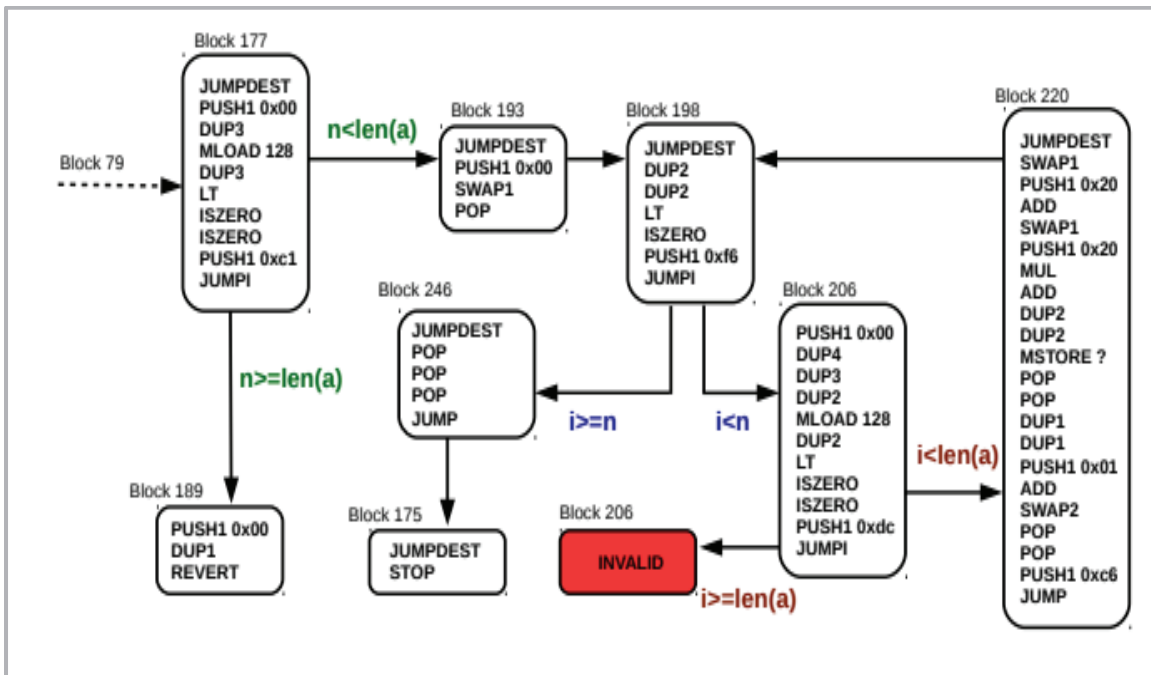 Block 177
JUMPDEST
PUSH1 0x00
DUP3
MLOAD 128
DUP3
LT
ISZERO
ISZERO
PUSH1 0xc1
JUMPI
Block 79
n<len(a)
n>=len(a)
Block 189
PUSH1 0x00
DUP1
REVERT
Block 193
JUMPDEST
PUSH1 0x00
SWAP1
POP
Block 198
JUMPDEST
DUP2
DUP2
LT
ISZERO
PUSH1 0xf6
JUMPI
Block 246
JUMPDEST
POP
POP
POP
JUMP
i>=n
i<n
Block 175
JUMPDEST
STOP
Block 206
PUSH1 0x00
DUP4
DUP3
DUP2
MLOAD 128
DUP2
LT
ISZERO
ISZERO
PUSH1 0xdc
JUMPI
Block 206
INVALID
i>=len(a)
i<len(a)
Block 220
JUMPDEST
SWAP1
PUSH1 0x20
ADD
SWAP1
PUSH1 0x20
MUL
ADD
DUP2
DUP2
MSTORE ?
POP
POP
DUP1
DUP1
PUSH1 0x01
ADD
SWAP2
POP
POP
PUSH1 0xc6
JUMP